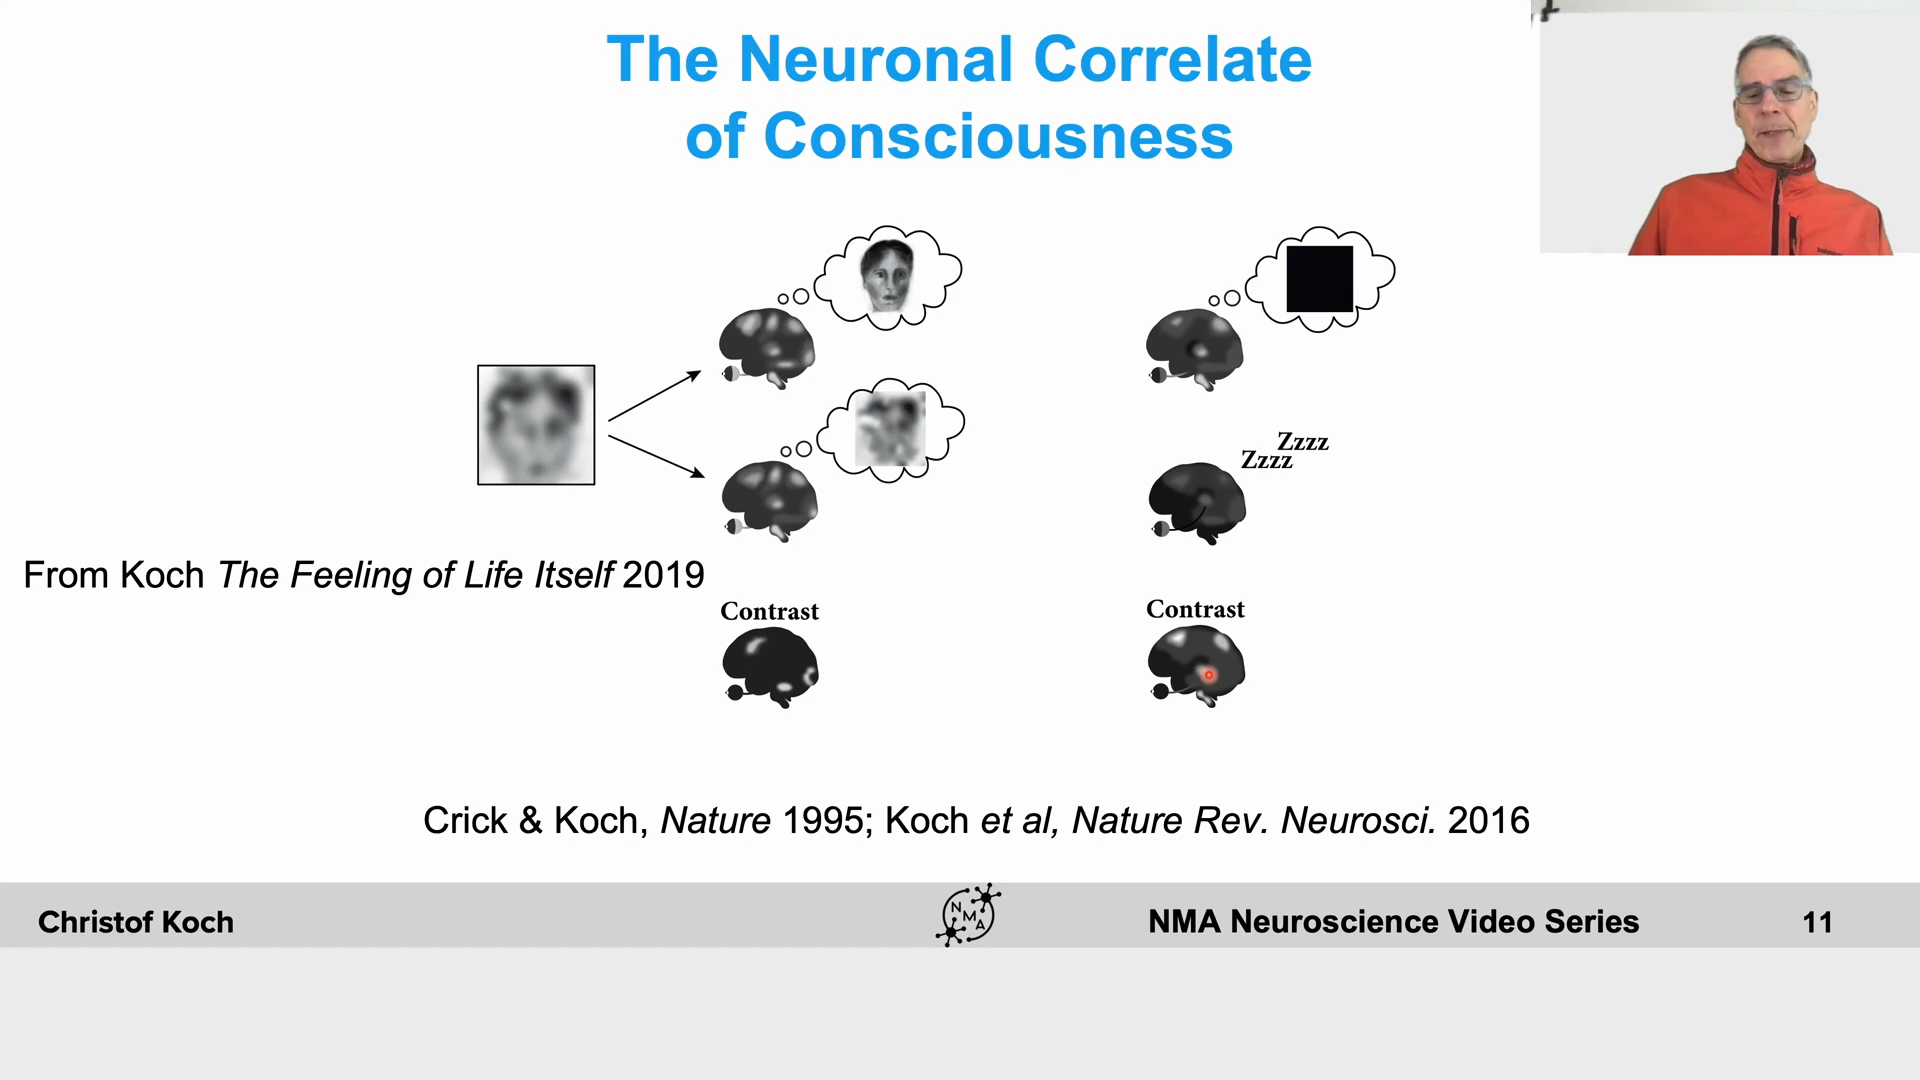 The Neuronal Correlate
of Consciousness
Zzzz
Zzzz
From Koch The Feeling of Life Itself 2019
Contrast
Contrast
Crick & Koch, Nature 1995; Koch et al, Nature Rev. Neurosci. 2016
Christof Koch
N
M
A
NMA Neuroscience Video Series
11